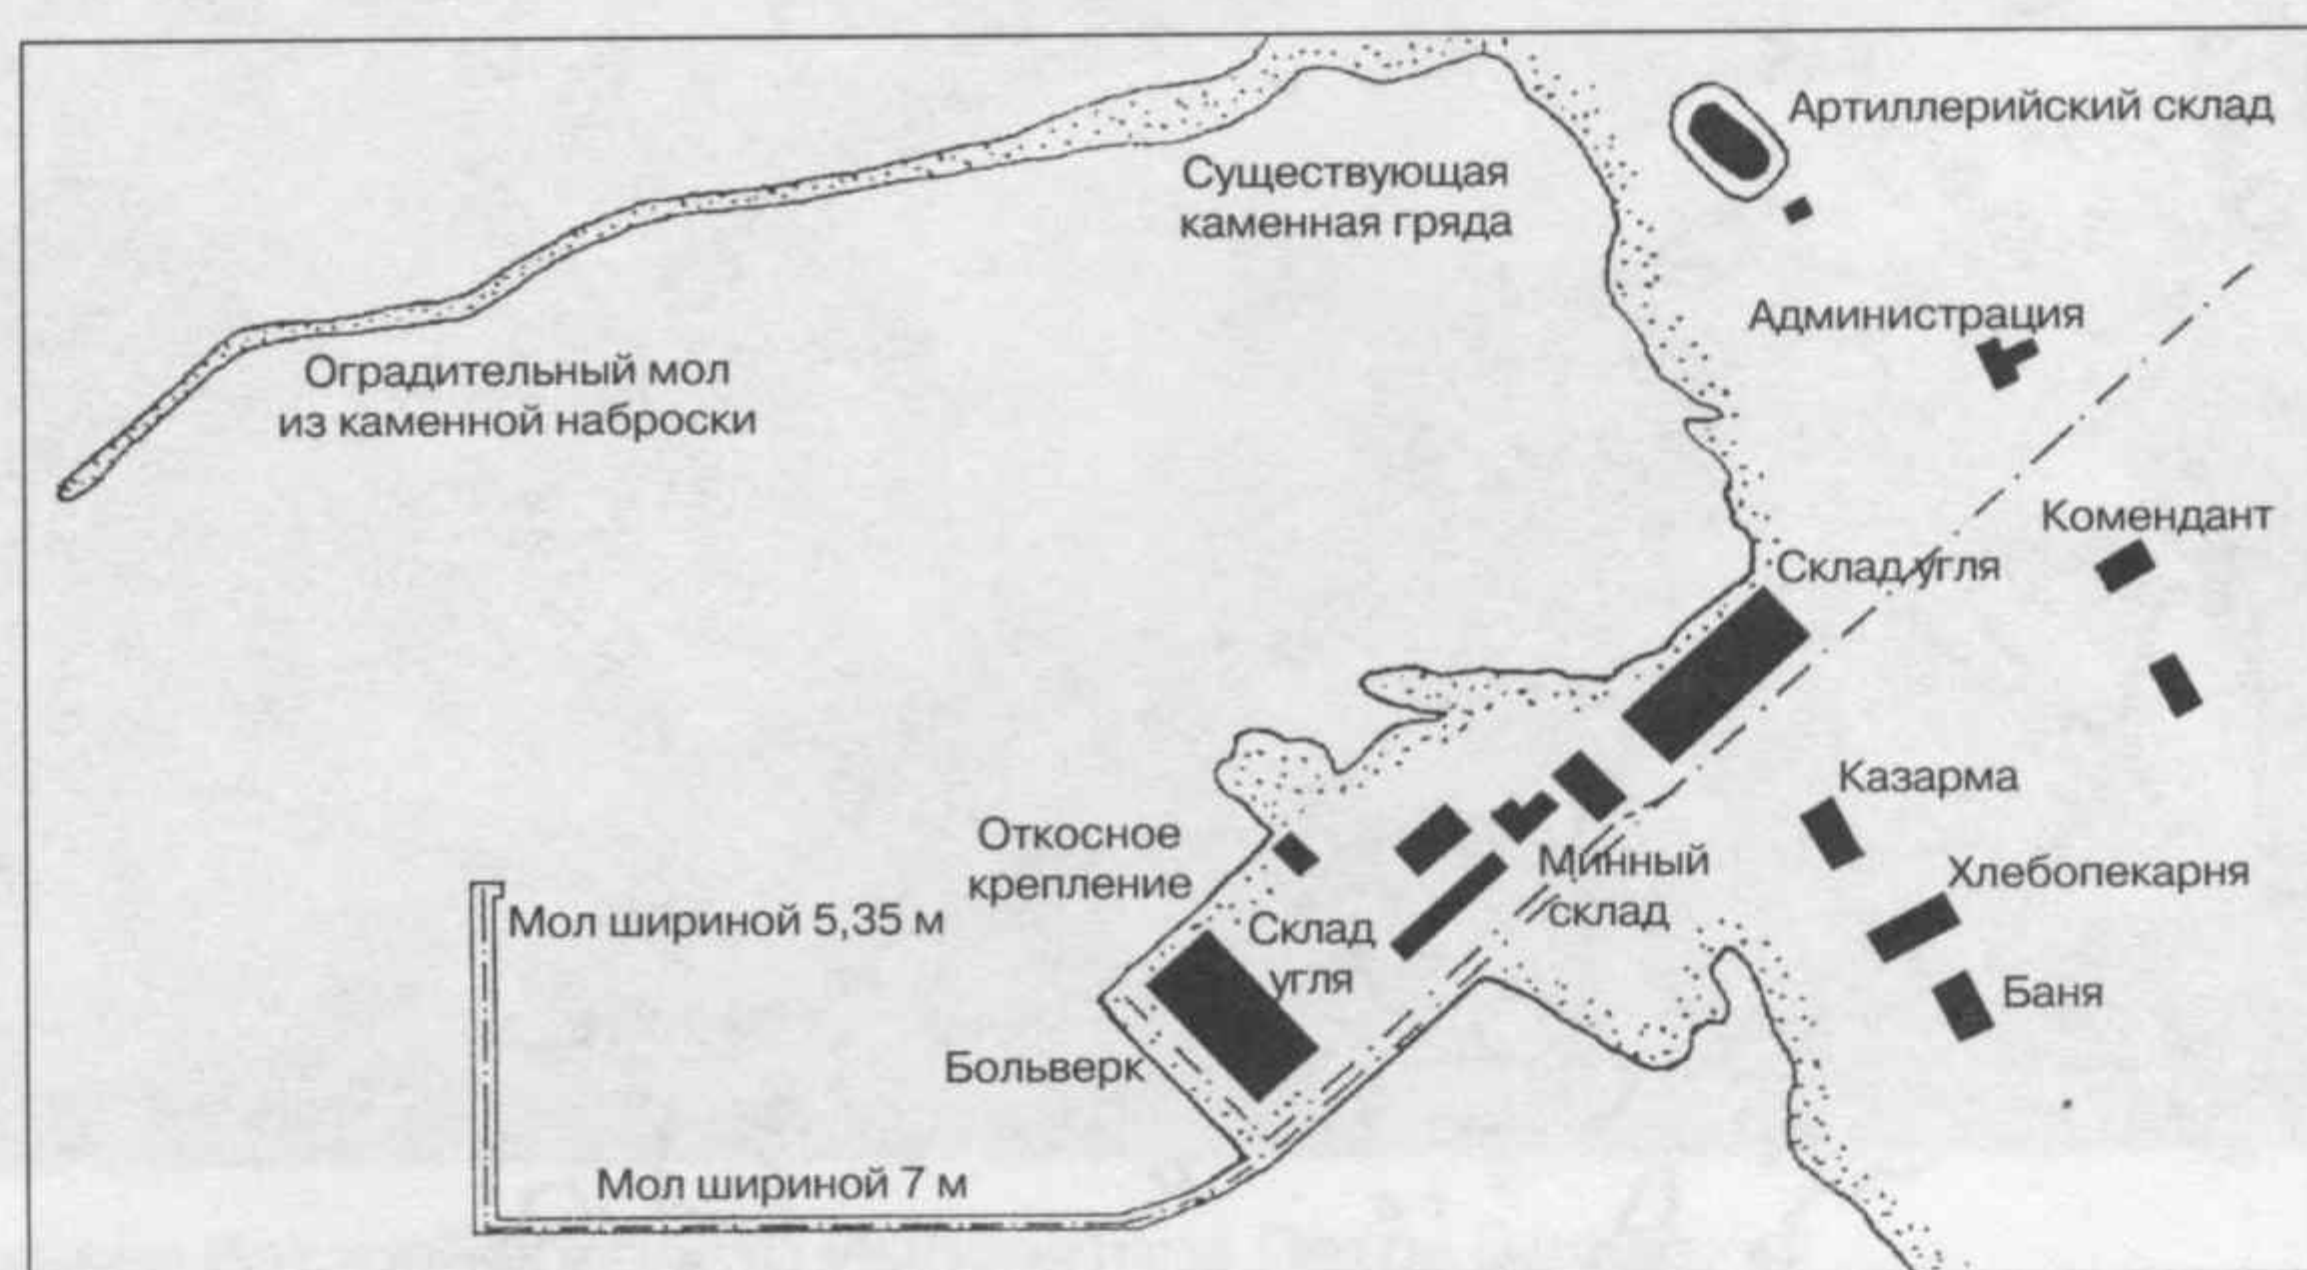 Артиллерийский склад
Существующая
каменная гряда
Администрация
Оградительный мол
из каменной наброски
Комендант
Склад угля
Казарма
Откосное
крепление
Минный
склад
Хлебопекарня
Мол шириной 5,35 м
Склад
угля
Баня
Больверк
Мол шириной 7 м